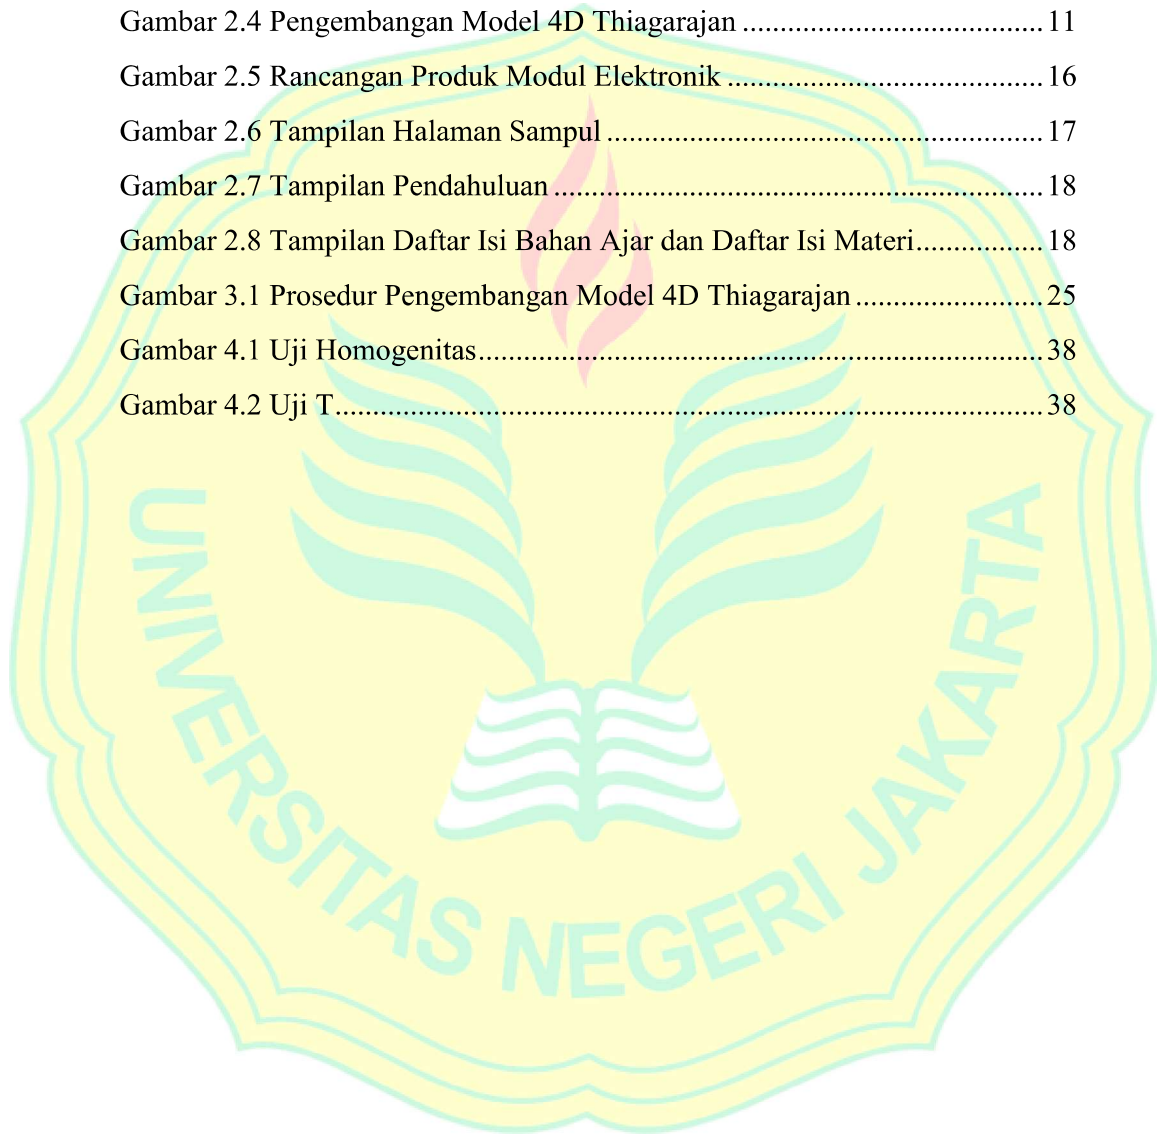 Gambar 2.4 Pengembangan Model 4D Thiagarajan ........................................ 11
Gambar 2.5 Rancangan Produk Modul Elektronik .......................................... 16
Gambar 2.6 Tampilan Halaman Sampul .......................................................... 17
Gambar 2.7 Tampilan Pendahuluan ................................................................. 18
Gambar 2.8 Tampilan Daftar Isi Bahan Ajar dan Daftar Isi Materi................. 18
Gambar 3.1 Prosedur Pengembangan Model 4D Thiagarajan ......................... 25
Gambar 4.1 Uji Homogenitas........................................................................... 38
Gambar 4.2 Uji T.............................................................................................. 38
UNIVERSITAS NEGERI JAKARTA